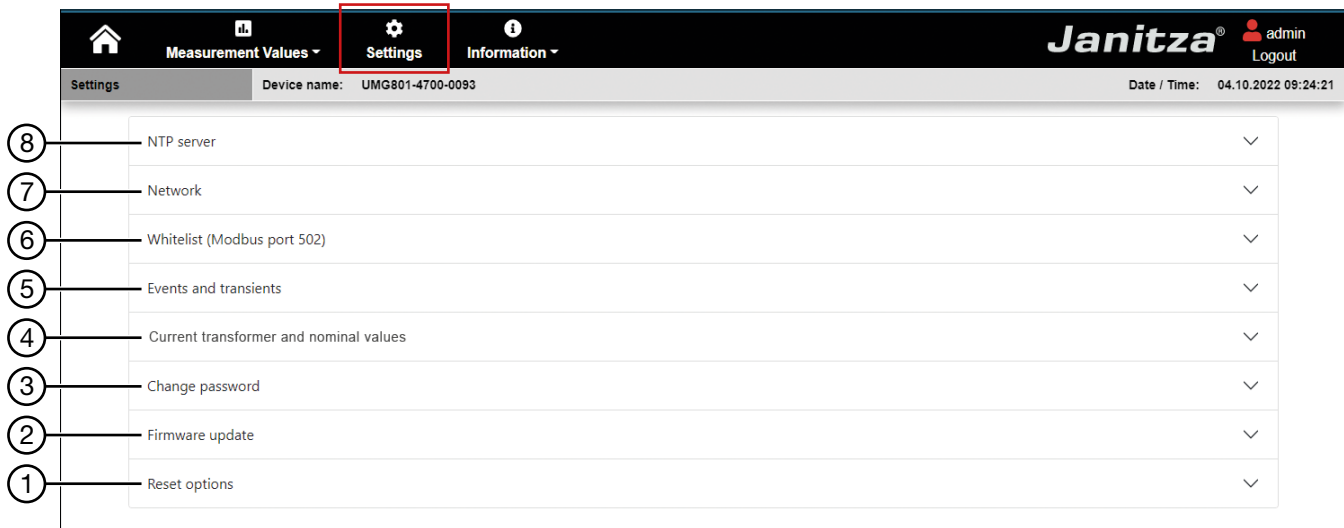 Measurement Values Settings Information Janitza® admin
Logout
Settings Device name: UMG801-4700-0093 Date / Time: 04.10.2022 09:24:21
8 NTP server
7 Network
6 Whitelist (Modbus port 502)
5 Events and transients
4 Current transformer and nominal values
3 Change password
2 Firmware update
1 Reset options